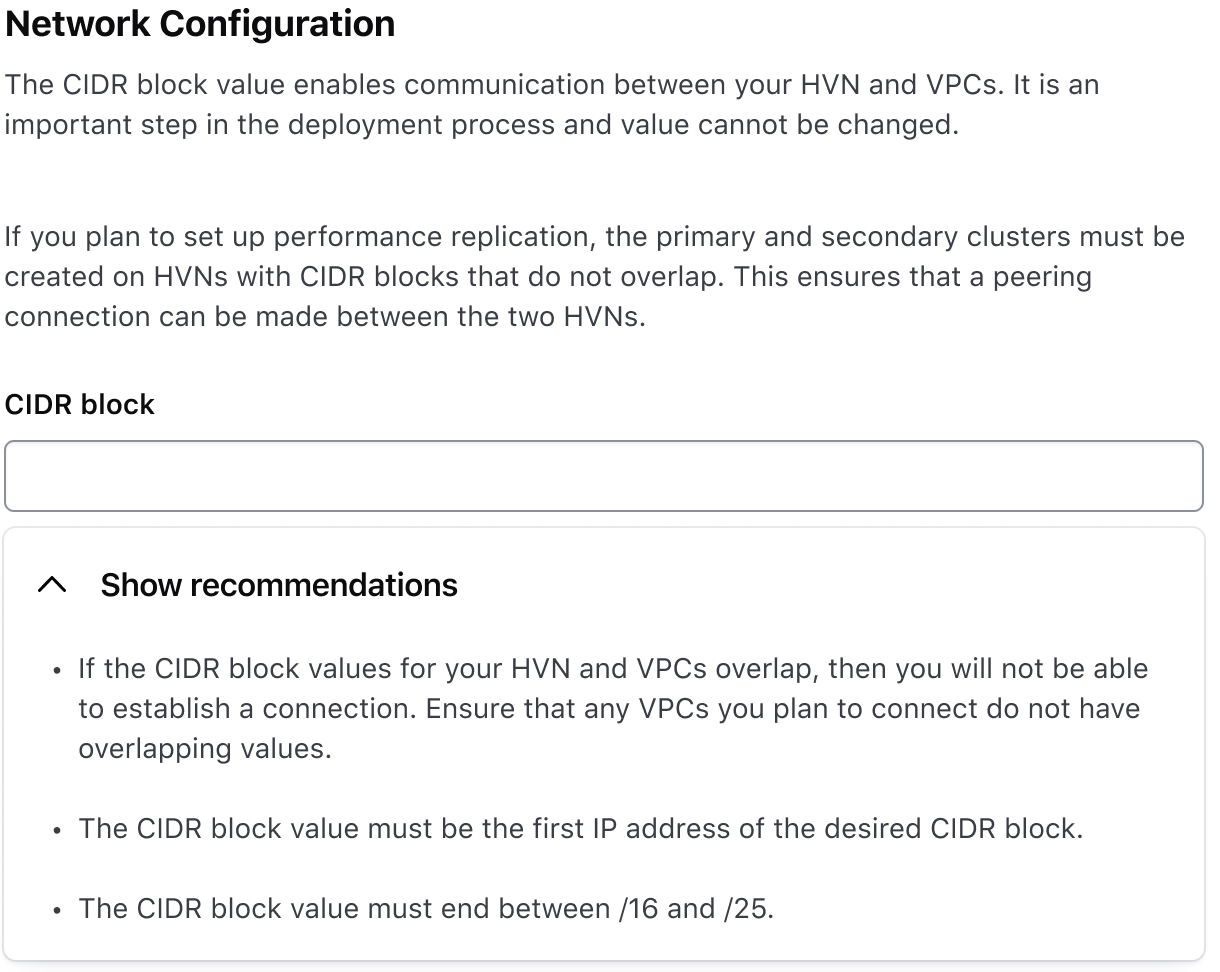 Network Configuration
The CIDR block value enables communication between your HVN and VPCs. It is an
important step in the deployment process and value cannot be changed.
If you plan to set up performance replication, the primary and secondary clusters must be
created on HVNs with CIDR blocks that do not overlap. This ensures that a peering
connection can be made between the two HVNs.
CIDR block
Show recommendations
• If the CIDR block values for your HVN and VPCs overlap, then you will not be able
to establish a connection. Ensure that any VPCs you plan to connect do not have
overlapping values.
• The CIDR block value must be the first IP address of the desired CIDR block.
• The CIDR block value must end between /16 and /25.